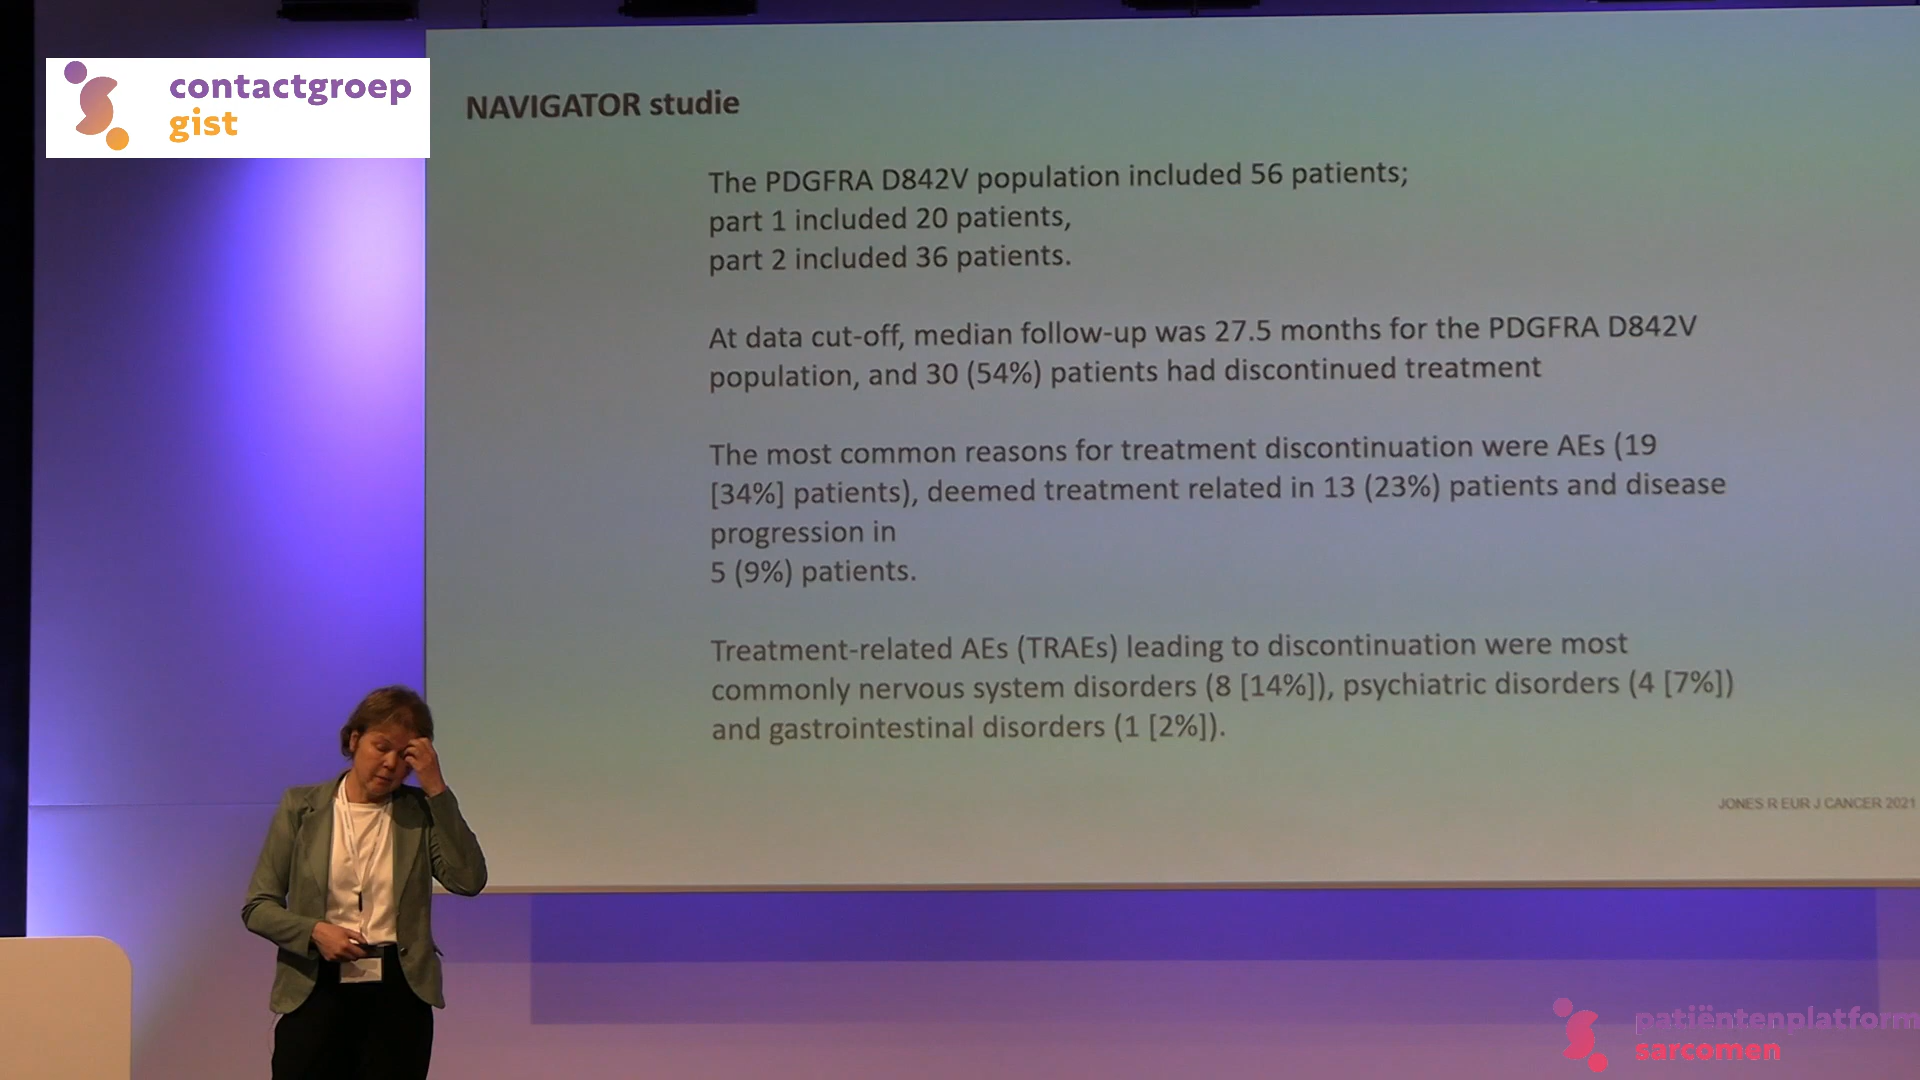 contactgroep
gist
NAVIGATOR studie
The PDGFRA D842V population included 56 patients;
part 1 included 20 patients,
part 2 included 36 patients.
At data cut-off, median follow-up was 27.5 months for the PDGFRA D842V
population, and 30 (54%) patients had discontinued treatment
The most common reasons for treatment discontinuation were AEs (19
[34%] patients), deemed treatment related in 13 (23%) patients and disease
progression in
5 (9%) patients.
Treatment-related AEs (TRAEs) leading to discontinuation were most
commonly nervous system disorders (8 [14%]), psychiatric disorders (4 [7%])
and gastrointestinal disorders (1 [2%]).
JONES R EUR J CANCER 2021
patiëntenplatform
sarcomen